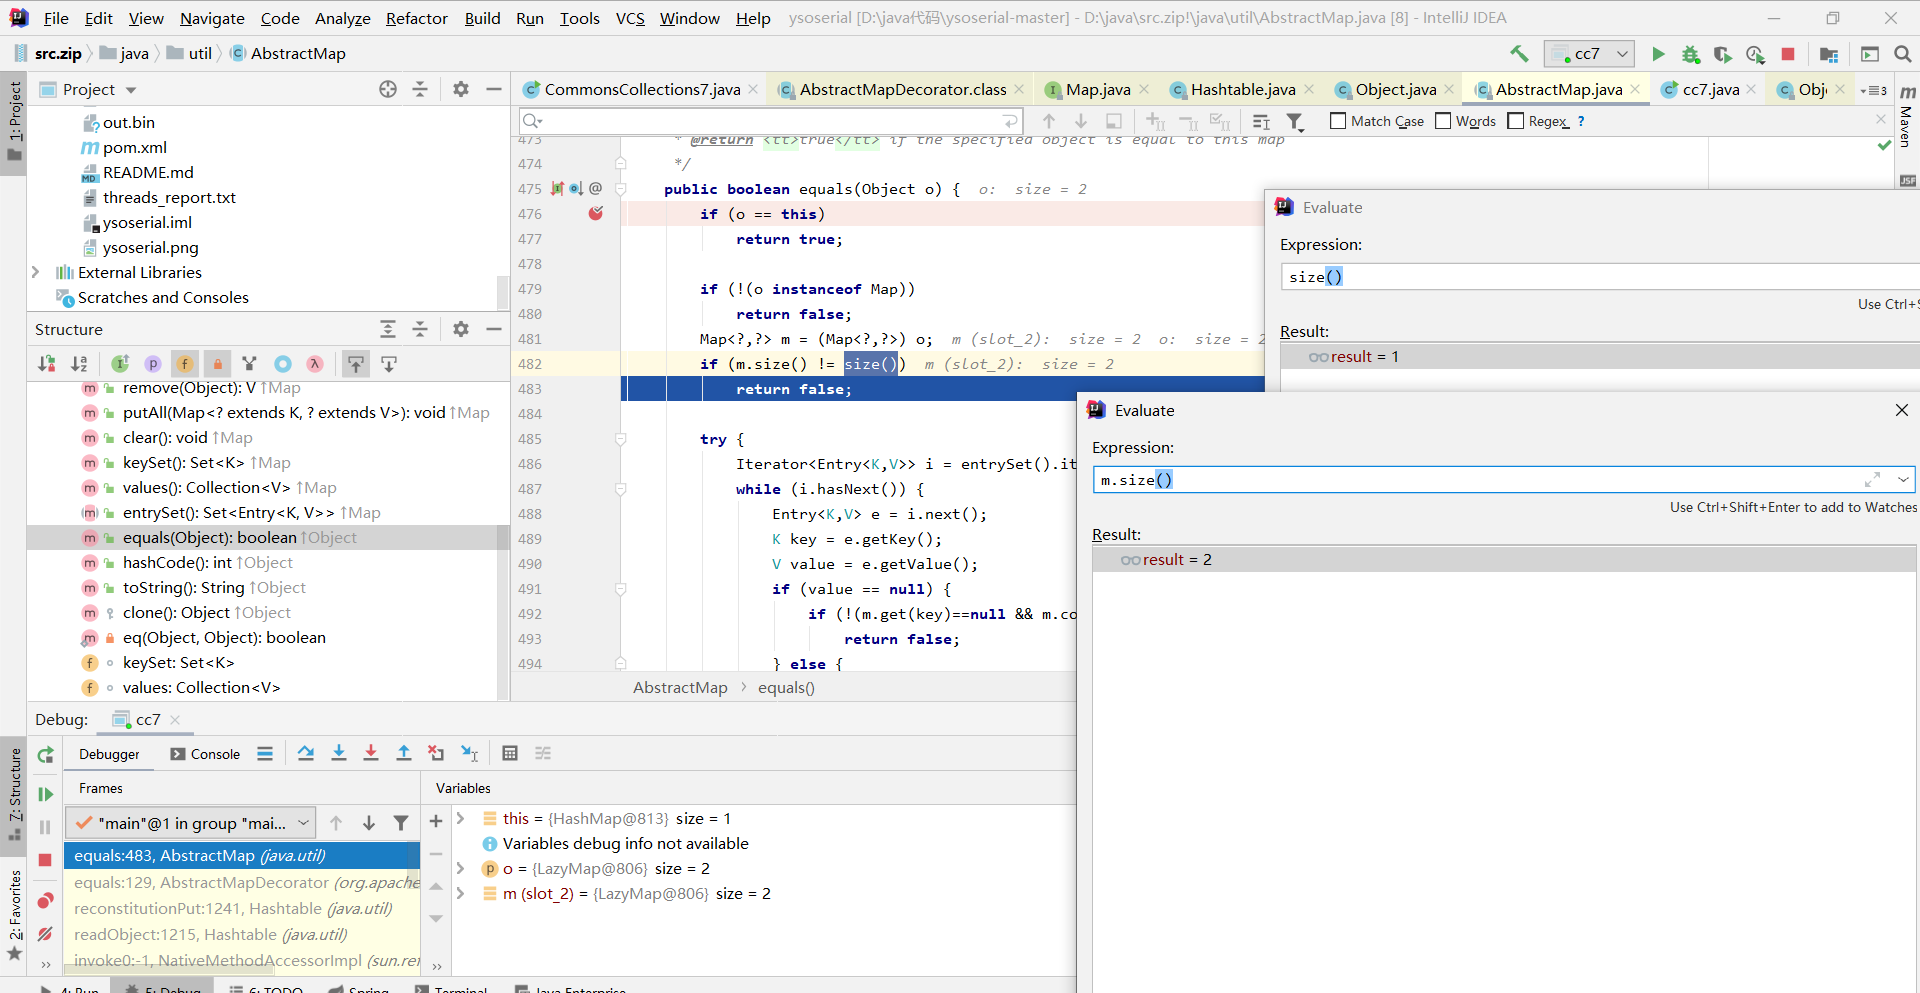 File Edit View Navigate Code Analyze Refactor Build Run Tools VCS Window Help ysoserial [D:\java代码\ysoserial-master] - D:\java\src.zip!\java\util\AbstractMap.java [8] - IntelliJ IDEA
src.zip java util AbstractMap cc7
1: Project
Project
out.bin
pom.xml
README.md
threads_report.txt
ysoserial.iml
ysoserial.png
External Libraries
Scratches and Consoles
Structure
remove(Object): V ↑Map
putAll(Map<? extends K, ? extends V>): void ↑Map
clear(): void ↑Map
keySet(): Set<K> ↑Map
values(): Collection<V> ↑Map
entrySet(): Set<Entry<K, V>> ↑Map
equals(Object): boolean ↑Object
hashCode(): int ↑Object
toString(): String ↑Object
clone(): Object ↑Object
eq(Object, Object): boolean
keySet: Set<K>
values: Collection<V>
CommonsCollections7.java AbstractMapDecorator.class Map.java Hashtable.java Object.java AbstractMap.java cc7.java Obj 3
Match Case Words Regex ?
Maven
473 * @return <tt>true</tt> if the specified object is equal to this map
474 */
475 @ public boolean equals(Object o) { o: size = 2
476 if (o == this)
477 return true;
478
479 if (!(o instanceof Map))
480 return false;
481 Map<?,?> m = (Map<?,?>) o; m (slot_2): size = 2 o: size = 2
482 if (m.size() != size()) m (slot_2): size = 2
483 return false;
484
485 try {
486 Iterator<Entry<K,V>> i = entrySet().it
487 while (i.hasNext()) {
488 Entry<K,V> e = i.next();
489 K key = e.getKey();
490 V value = e.getValue();
491 if (value == null) {
492 if (!(m.get(key)==null && m.co
493 return false;
494 } else {
AbstractMap equals()
Evaluate
Expression:
size()
Use Ctrl+S
Result:
result = 1
Evaluate
Expression:
m.size()
Use Ctrl+Shift+Enter to add to Watches
Result:
result = 2
7: Structure
2: Favorites
Debug: cc7
Debugger Console
Frames
"main"@1 in group "mai...
equals:483, AbstractMap (java.util)
equals:129, AbstractMapDecorator (org.apache
reconstitutionPut:1241, Hashtable (java.util)
readObject:1215, Hashtable (java.util)
invoke0:-1, NativeMethodAccessorImpl (sun.ref
Variables
this = {HashMap@813} size = 1
Variables debug info not available
o = {LazyMap@806} size = 2
m (slot_2) = {LazyMap@806} size = 2
4: Run 5: Debug 6: TODO Spring Terminal Java Enterprise